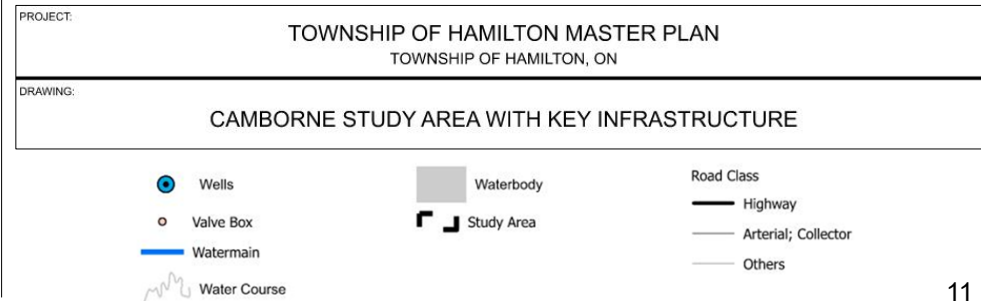 PROJECT:
TOWNSHIP OF HAMILTON MASTER PLAN
TOWNSHIP OF HAMILTON, ON
DRAWING:
CAMBORNE STUDY AREA WITH KEY INFRASTRUCTURE
Wells
Valve Box
Watermain
Water Course
Waterbody
Study Area
Road Class
Highway
Arterial; Collector
Others
11